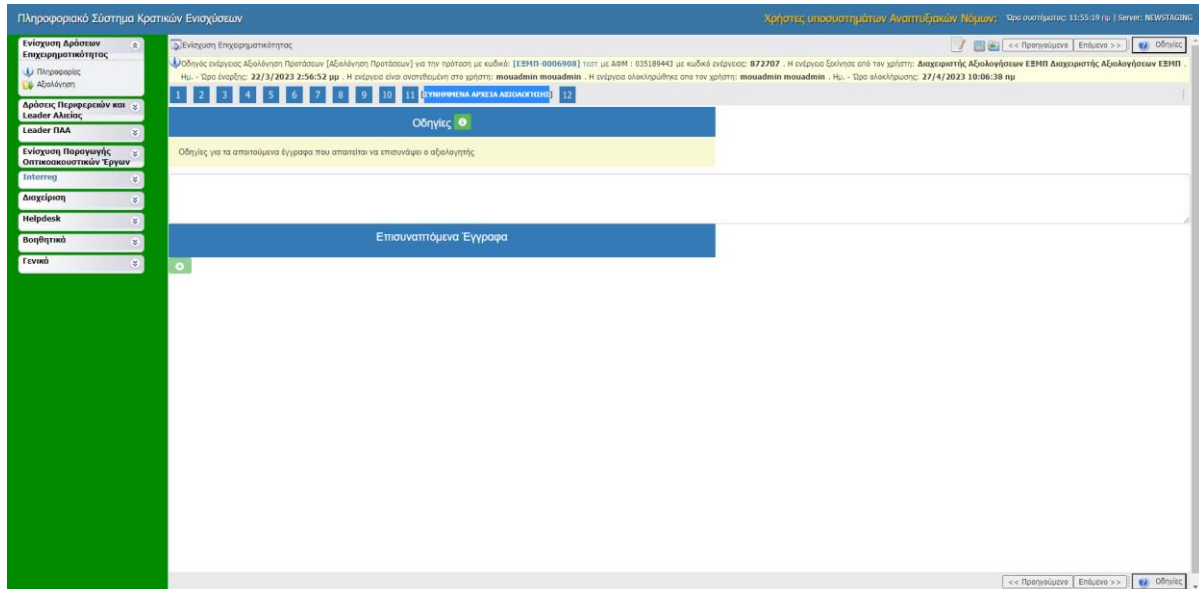 Πληροφοριακό Σύστημα Κρατικών Ενισχύσεων
Χρήστες υποσυστημάτων Αναπτυξιακών Νόμων:
Ώρα συστήματος: 11:55:19 πμ | Server: NEWSTAGING
Ενίσχυση Δράσεων Επιχειρηματικότητας
Πληροφορίες
Αξιολόγηση
Δράσεις Περιφερειών και Leader Αλιείας
Leader ΠΑΑ
Ενίσχυση Παραγωγής Οπτικοακουστικών Έργων
Interreg
Διαχείριση
Helpdesk
Βοηθητικά
Γενικά
Ενίσχυση Επιχειρηματικότητας
<< Προηγούμενο Επόμενο >> Οδηγίες
Οδηγός ενέργειας Αξιολόγηση Προτάσεων [Αξιολόγηση Προτάσεων] για την πρόταση με κωδικό: [ΕΞΜΠ-0006908] τεστ με ΑΦΜ : 035189443 με κωδικό ενέργειας: 872707 . Η ενέργεια ξεκίνησε από τον χρήστη: Διαχειριστής Αξιολογήσεων ΕΞΜΠ Διαχειριστής Αξιολογήσεων ΕΞΜΠ .
Ημ. - Ώρα έναρξης: 22/3/2023 2:56:52 μμ . Η ενέργεια είναι ανατεθειμένη στο χρήστη: mouadmin mouadmin . Η ενέργεια ολοκληρώθηκε από τον χρήστη: mouadmin mouadmin . Ημ. - Ώρα ολοκλήρωσης: 27/4/2023 10:06:38 πμ
1 2 3 4 5 6 7 8 9 10 11 ΣΥΝΗΜΜΕΝΑ ΑΡΧΕΙΑ ΑΞΙΟΛΟΓΗΣΗΣ 12
Οδηγίες
Οδηγίες για τα απαιτούμενα έγγραφα που απαιτείται να επισυνάψει ο αξιολογητής
Επισυναπτόμενα Έγγραφα
<< Προηγούμενο Επόμενο >> Οδηγίες